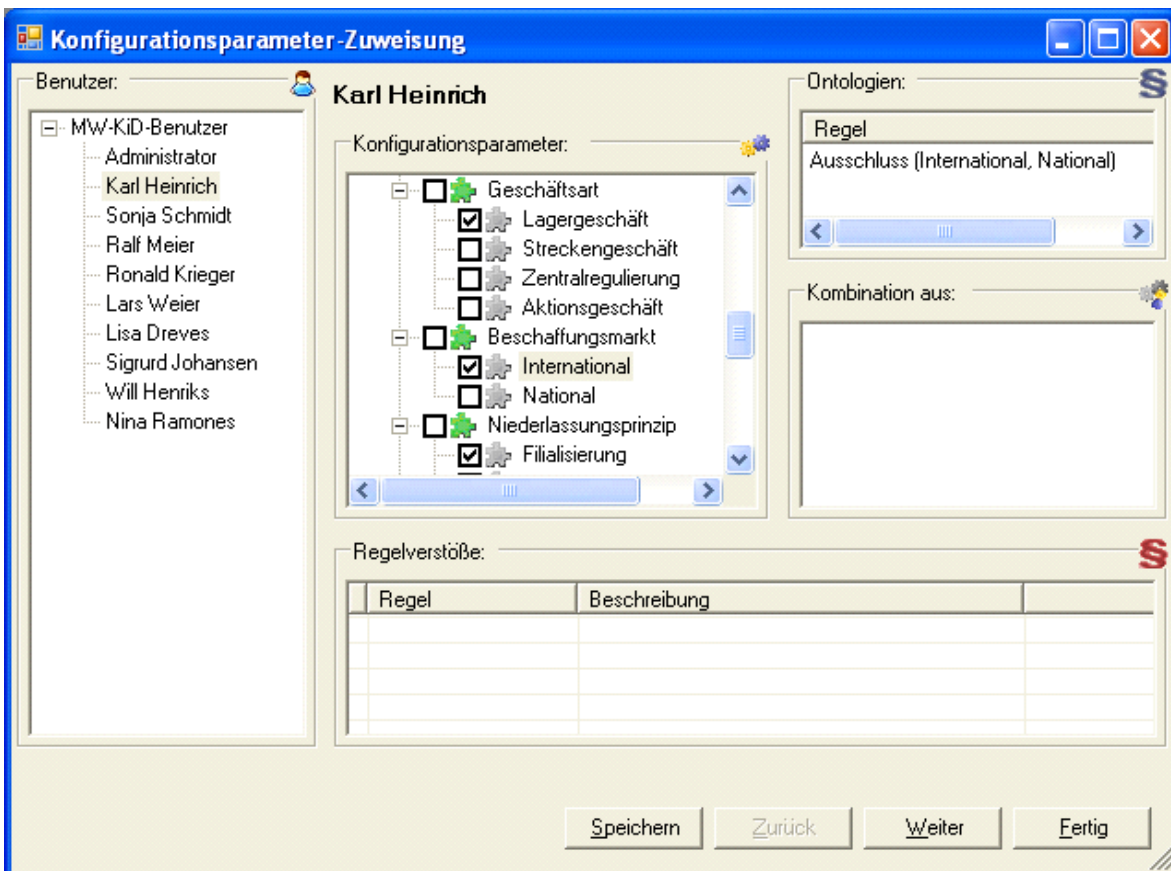 Konfigurationsparameter-Zuweisung
Benutzer:
MW-KiD-Benutzer
Administrator
Karl Heinrich
Sonja Schmidt
Ralf Meier
Ronald Krieger
Lars Weier
Lisa Dreves
Sigrurd Johansen
Will Henriks
Nina Ramones
Karl Heinrich
Konfigurationsparameter:
Geschäftsart
Lagergeschäft
Streckengeschäft
Zentralregulierung
Aktionsgeschäft
Beschaffungsmarkt
International
National
Niederlassungsprinzip
Filialisierung
Ontologien:
§
Regel
Ausschluss (International, National)
Kombination aus:
Regelverstöße:
§
Regel Beschreibung
Speichern Zurück Weiter Fertig